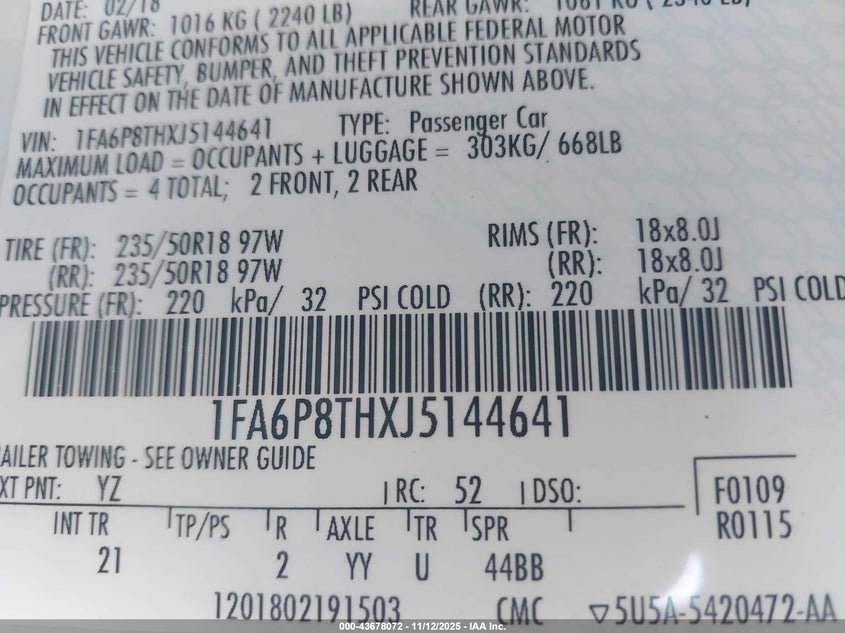 DATE: 02/18 REAR GAWR:
FRONT GAWR: 1016 KG ( 2240 LB)
THIS VEHICLE CONFORMS TO ALL APPLICABLE FEDERAL MOTOR
VEHICLE SAFETY, BUMPER, AND THEFT PREVENTION STANDARDS
IN EFFECT ON THE DATE OF MANUFACTURE SHOWN ABOVE.
VIN: 1FA6P8THXJ5144641 TYPE: Passenger Car
MAXIMUM LOAD = OCCUPANTS + LUGGAGE = 303KG/ 668LB
OCCUPANTS = 4 TOTAL; 2 FRONT, 2 REAR
TIRE (FR): 235/50R18 97W RIMS (FR): 18x8.0J
(RR): 235/50R18 97W (RR): 18x8.0J
PRESSURE (FR): 220 kPa/ 32 PSI COLD (RR): 220 kPa/ 32 PSI COLD
1FA6P8THXJ5144641
AILER TOWING - SEE OWNER GUIDE
XT PNT: YZ RC: 52 DSO: F0109
R0115
INT TR TP/PS R AXLE TR SPR
21 2 YY U 44BB
1201802191503 CMC ▽5U5A-5420472-AA
000-43678072 — 11/12/2025 — IAA Inc.